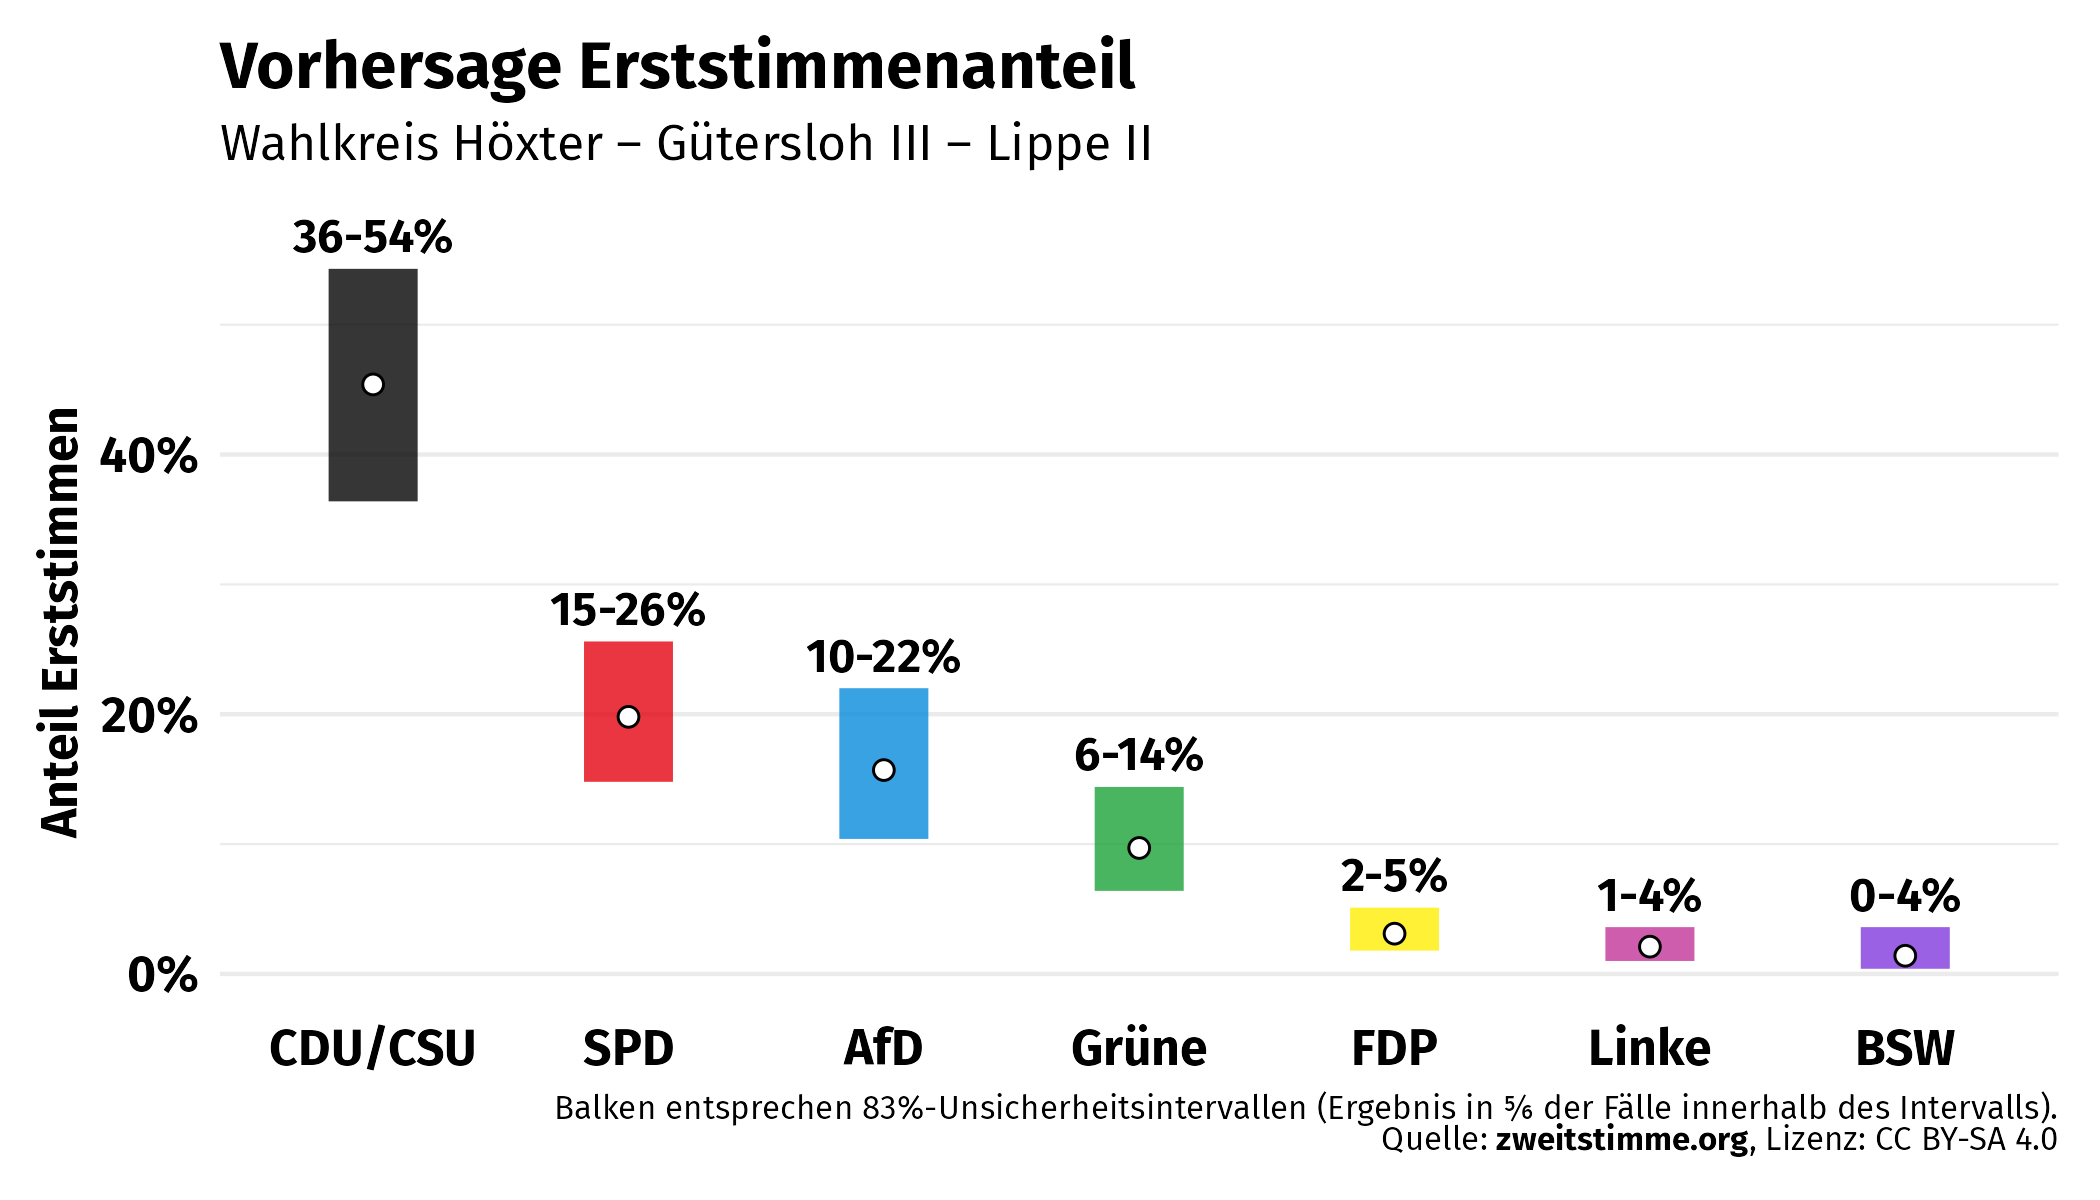 Vorhersage Erststimmenanteil
Wahlkreis Höxter – Gütersloh III – Lippe II
Anteil Erststimmen
40%
20%
0%
36-54%
15-26%
10-22%
6-14%
2-5%
1-4%
0-4%
CDU/CSU SPD AfD Grüne FDP Linke BSW
Balken entsprechen 83%-Unsicherheitsintervallen (Ergebnis in ⅚ der Fälle innerhalb des Intervalls).
Quelle: zweitstimme.org, Lizenz: CC BY-SA 4.0